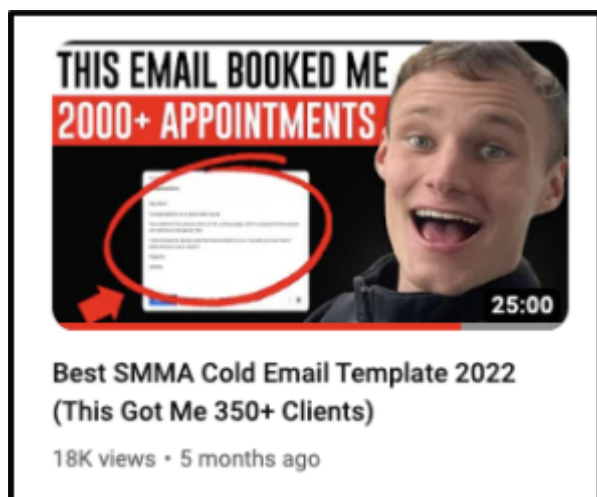 THIS EMAIL BOOKED ME
2000+ APPOINTMENTS
25:00
Best SMMA Cold Email Template 2022
(This Got Me 350+ Clients)
18K views • 5 months ago